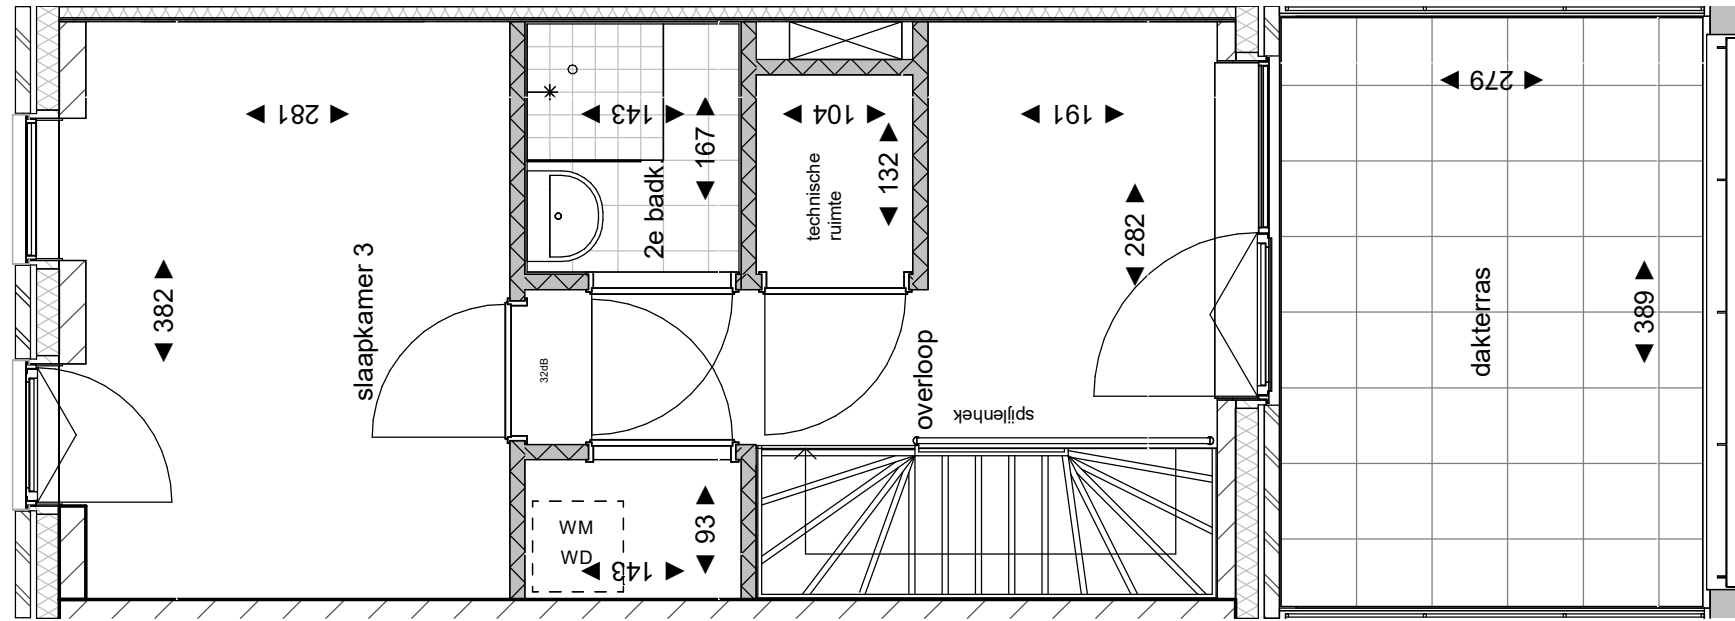 281
382
slaapkamer 3
32dB
143
167
2e badk
WM
WD
143
93
104
technische
ruimte
132
overloop
spijlenhek
191
282
279
dakterras
389